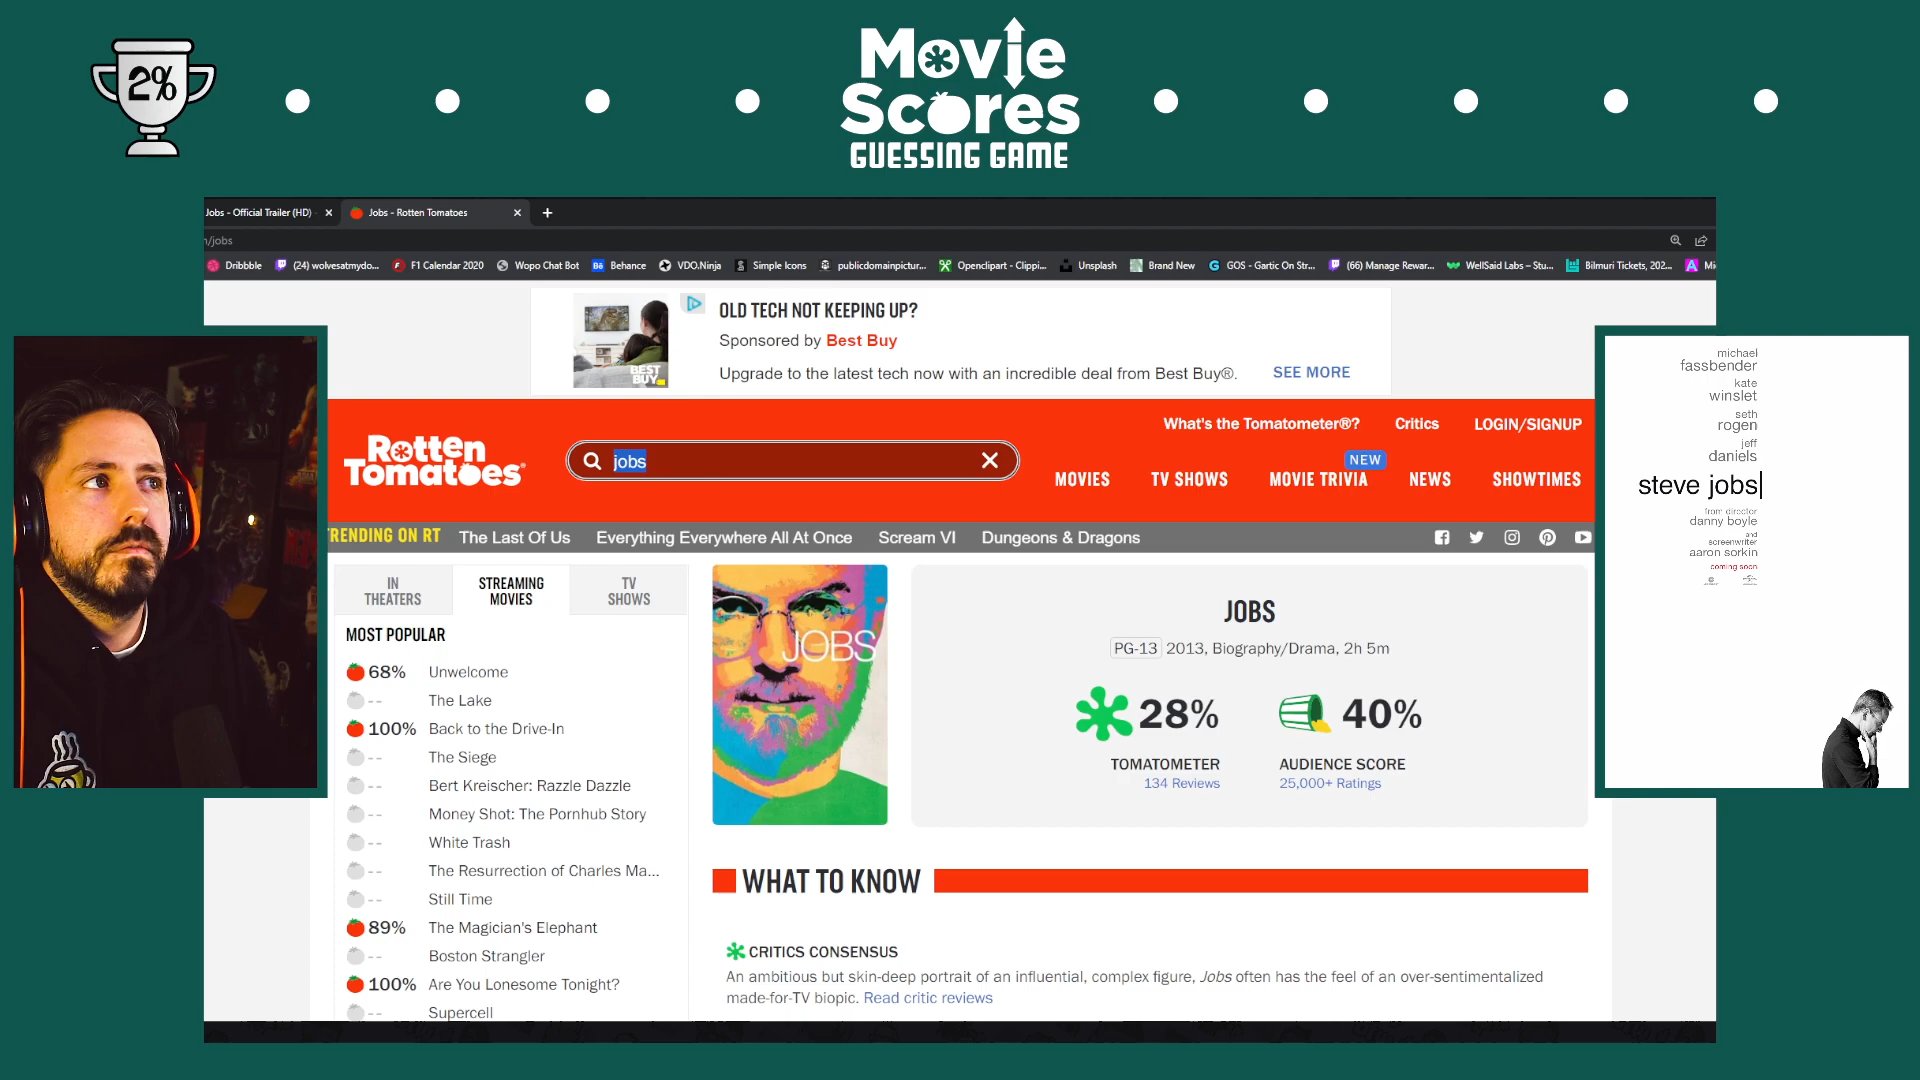 2%
Movie
Scores
GUESSING GAME
Jobs - Official Trailer (HD)
Jobs - Rotten Tomatoes
/jobs
Dribbble
(24) wolvesatmydo...
F1 Calendar 2020
Wopo Chat Bot
Bē
Behance
VDO.Ninja
Simple Icons
publicdomainpictur...
Openclipart - Clippi...
Unsplash
Brand New
GOS - Gartic On Str...
(66) Manage Rewar...
WellSaid Labs – Stu...
Bilmuri Tickets, 202...
OLD TECH NOT KEEPING UP?
Sponsored by Best Buy
Upgrade to the latest tech now with an incredible deal from Best Buy®.
SEE MORE
BEST
BUY
What's the Tomatometer®?
Critics
LOGIN/SIGNUP
Rotten
Tomatoes
jobs
NEW
MOVIES
TV SHOWS
MOVIE TRIVIA
NEWS
SHOWTIMES
TRENDING ON RT
The Last Of Us
Everything Everywhere All At Once
Scream VI
Dungeons & Dragons
IN
THEATERS
STREAMING
MOVIES
TV
SHOWS
MOST POPULAR
68% Unwelcome
-- The Lake
100% Back to the Drive-In
-- The Siege
-- Bert Kreischer: Razzle Dazzle
-- Money Shot: The Pornhub Story
-- White Trash
-- The Resurrection of Charles Ma...
-- Still Time
89% The Magician's Elephant
-- Boston Strangler
100% Are You Lonesome Tonight?
-- Supercell
JOBS
JOBS
PG-13 2013, Biography/Drama, 2h 5m
28%
TOMATOMETER
134 Reviews
40%
AUDIENCE SCORE
25,000+ Ratings
WHAT TO KNOW
CRITICS CONSENSUS
An ambitious but skin-deep portrait of an influential, complex figure, Jobs often has the feel of an over-sentimentalized
made-for-TV biopic. Read critic reviews
michael
fassbender
kate
winslet
seth
rogen
jeff
daniels
steve jobs
from director
danny boyle
and
screenwriter
aaron sorkin
coming soon